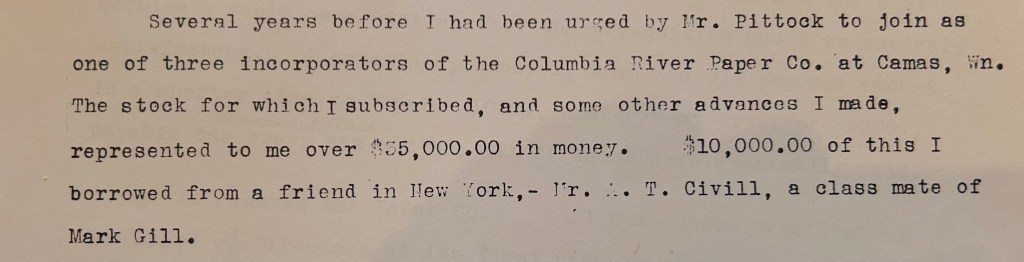 Several years before I had been urged by Mr. Pittock to join as
one of three incorporators of the Columbia River Paper Co. at Camas, Wn.
The stock for which I subscribed, and some other advances I made,
represented to me over $35,000.00 in money. $10,000.00 of this I
borrowed from a friend in New York,- Mr. T. Civill, a class mate of
Mark Gill.